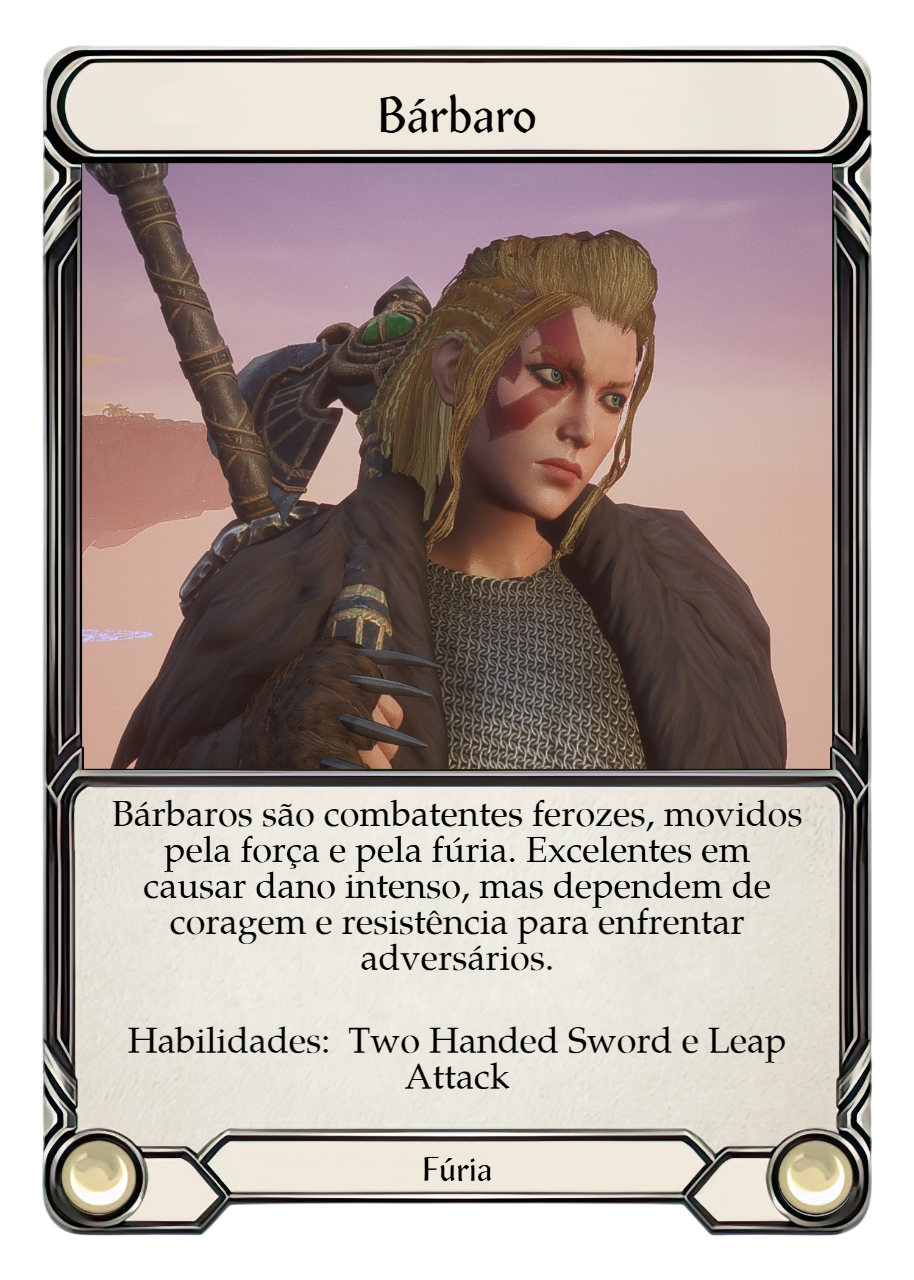 Bárbaro
Bárbaros são combatentes ferozes, movidos
pela força e pela fúria. Excelentes em
causar dano intenso, mas dependem de
coragem e resistência para enfrentar
adversários.
Habilidades:  Two Handed Sword e Leap
Attack
Fúria